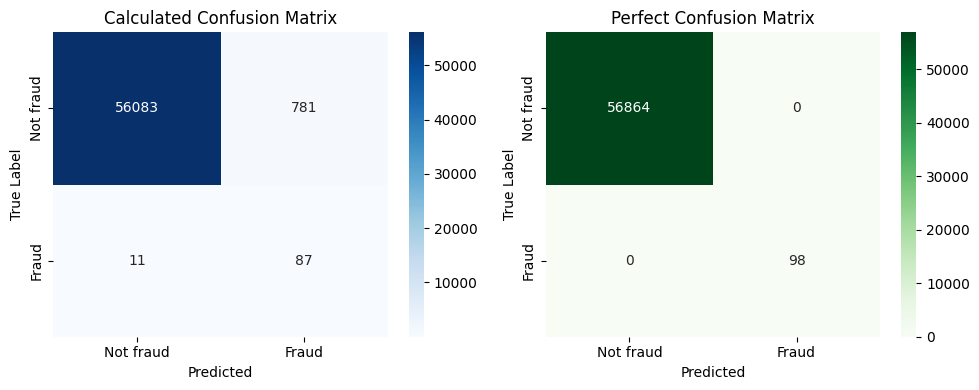 Calculated Confusion Matrix
True Label
Not fraud
Fraud
56083
781
11
87
Not fraud
Fraud
Predicted
50000
40000
30000
20000
10000
Perfect Confusion Matrix
True Label
Not fraud
Fraud
56864
0
0
98
Not fraud
Fraud
Predicted
50000
40000
30000
20000
10000
0